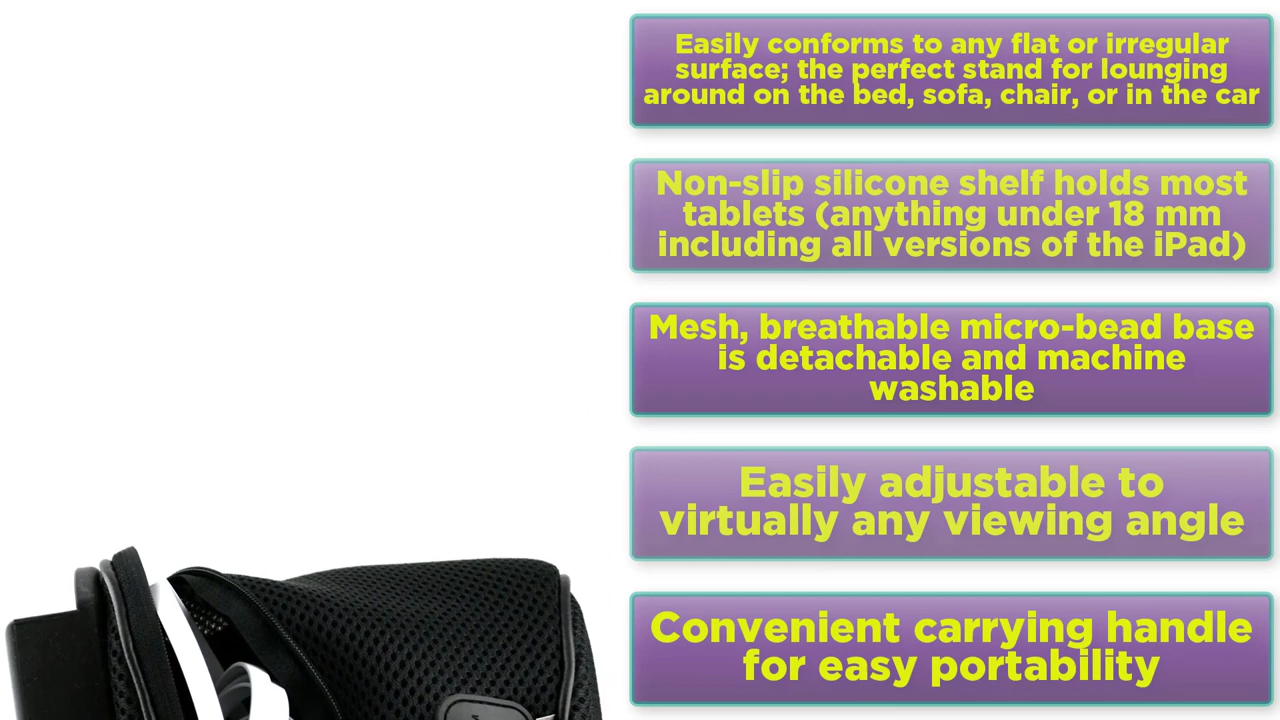 Easily conforms to any flat or irregular
surface; the perfect stand for lounging
around on the bed, sofa, chair, or in the car
Non-slip silicone shelf holds most
tablets (anything under 18 mm
including all versions of the iPad)
Mesh, breathable micro-bead base
is detachable and machine
washable
Easily adjustable to
virtually any viewing angle
Convenient carrying handle
for easy portability